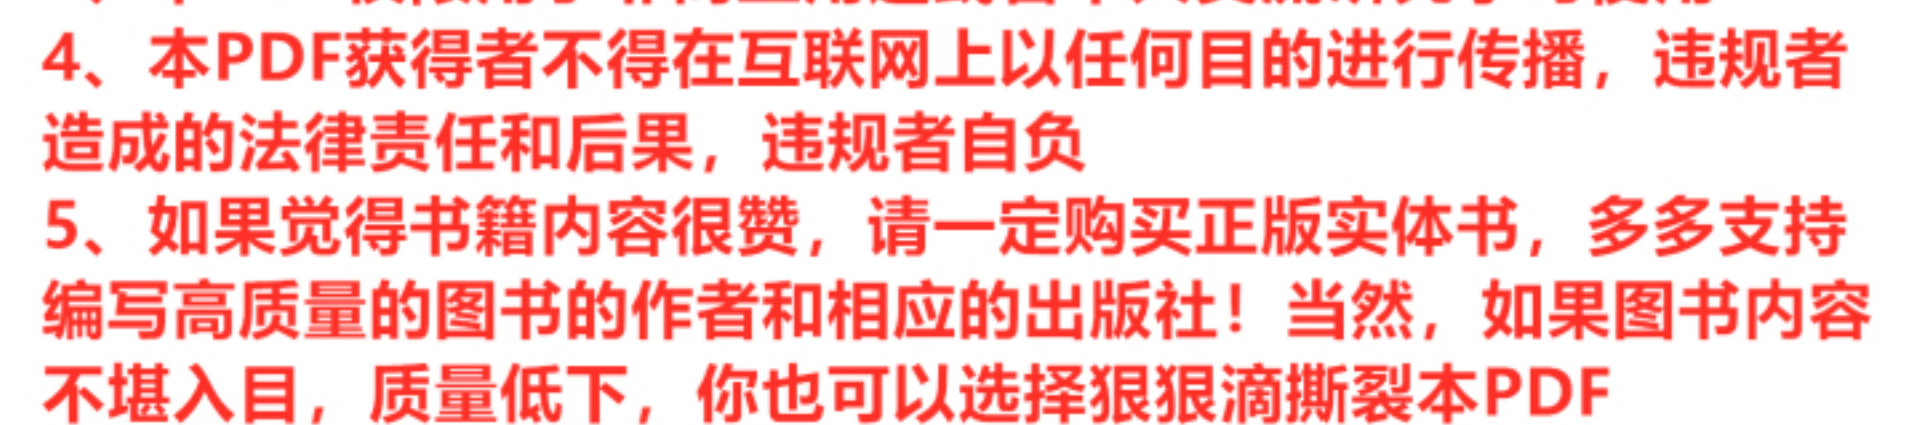 4、本PDF获得者不得在互联网上以任何目的进行传播，违规者
造成的法律责任和后果，违规者自负
5、如果觉得书籍内容很赞，请一定购买正版实体书，多多支持
编写高质量的图书的作者和相应的出版社！当然，如果图书内容
不堪入目，质量低下，你也可以选择狠狠滴撕裂本PDF